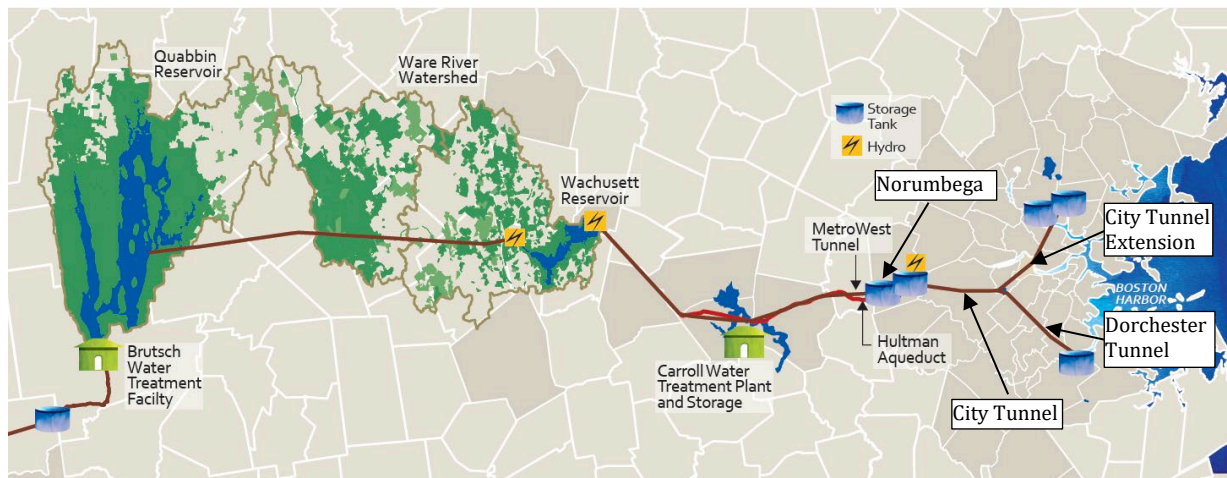 Quabbin
Reservoir
Ware River
Watershed
Storage
Tank
Hydro
Wachusett
Reservoir
Norumbega
MetroWest
Tunnel
City Tunnel
Extension
BOSTON
HARBOR
Brutsch
Water
Treatment
Facilty
Carroll Water
Treatment Plant
and Storage
Hultman
Aqueduct
Dorchester
Tunnel
City Tunnel